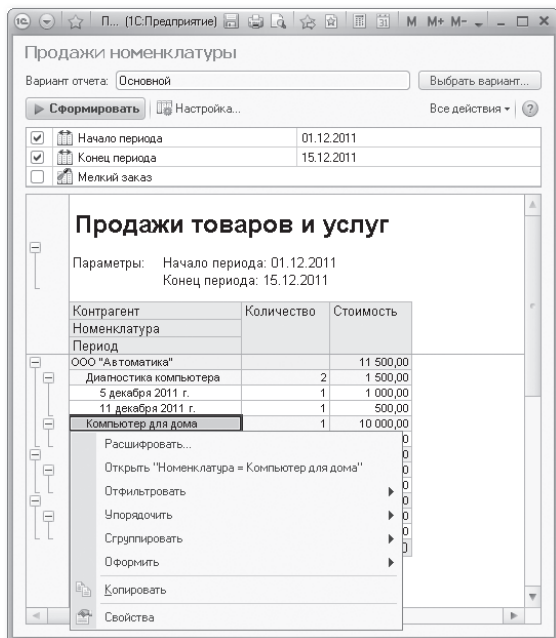 П... (1С:Предприятие) M M+ M-
Продажи номенклатуры
Вариант отчета: Основной Выбрать вариант...
Сформировать Настройка... Все действия
Начало периода 01.12.2011
Конец периода 15.12.2011
Мелкий заказ
Продажи товаров и услуг
Параметры: Начало периода: 01.12.2011
Конец периода: 15.12.2011
Контрагент Количество Стоимость
Номенклатура
Период
ООО "Автоматика" 11 500,00
Диагностика компьютера 2 1 500,00
5 декабря 2011 г. 1 1 000,00
11 декабря 2011 г. 1 500,00
Компьютер для дома 1 10 000,00
Расшифровать...
Открыть "Номенклатура = Компьютер для дома"
Отфильтровать
Упорядочить
Сгруппировать
Оформить
Копировать
Свойства